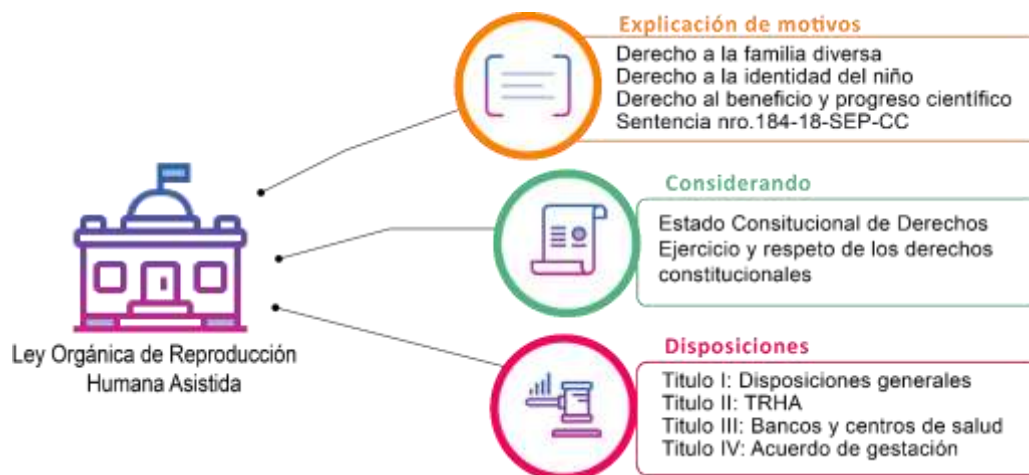 Explicación de motivos
Derecho a la familia diversa
Derecho a la identidad del niño
Derecho al beneficio y progreso científico
Sentencia nro.184-18-SEP-CC
Considerando
Estado Consitucional de Derechos
Ejercicio y respeto de los derechos
constitucionales
Ley Orgánica de Reproducción
Humana Asistida
Disposiciones
Titulo I: Disposiciones generales
Titulo II: TRHA
Titulo III: Bancos y centros de salud
Titulo IV: Acuerdo de gestación